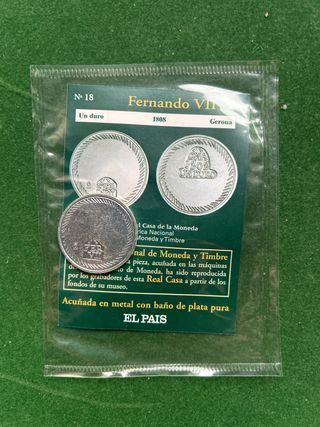 Nº 18
Fernando VII
Un duro
1808
Gerona
al Casa de la Moneda
rica Nacional
Moneda y Timbre
nal de Moneda y Timbre
pieza, acuñada en las máquinas
o de Moneda, ha sido reproducida
por los grabadores de esta Real Casa a partir de los
fondos de su museo.
Acuñada en metal con baño de plata pura
EL PAIS